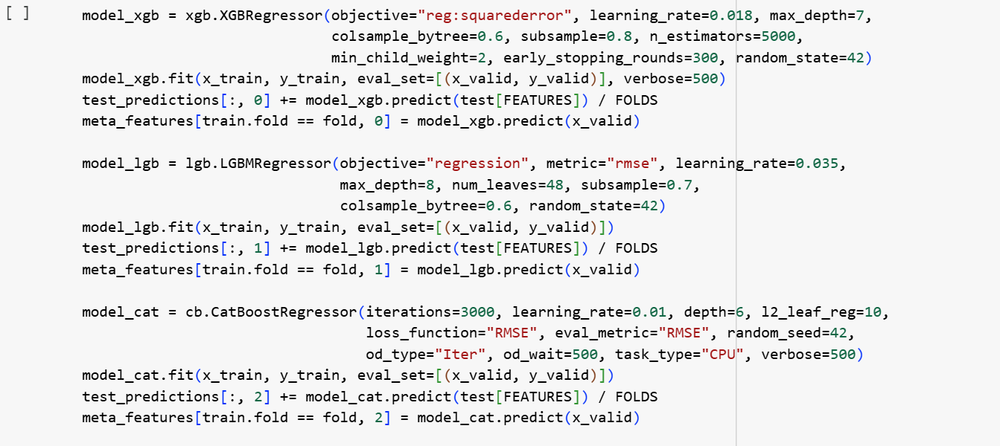 [ ]
model_xgb = xgb.XGBRegressor(objective="reg:squarederror", learning_rate=0.018, max_depth=7,
                             colsample_bytree=0.6, subsample=0.8, n_estimators=5000,
                             min_child_weight=2, early_stopping_rounds=300, random_state=42)
model_xgb.fit(x_train, y_train, eval_set=[(x_valid, y_valid)], verbose=500)
test_predictions[:, 0] += model_xgb.predict(test[FEATURES]) / FOLDS
meta_features[train.fold == fold, 0] = model_xgb.predict(x_valid)

model_lgb = lgb.LGBMRegressor(objective="regression", metric="rmse", learning_rate=0.035,
                              max_depth=8, num_leaves=48, subsample=0.7,
                              colsample_bytree=0.6, random_state=42)
model_lgb.fit(x_train, y_train, eval_set=[(x_valid, y_valid)])
test_predictions[:, 1] += model_lgb.predict(test[FEATURES]) / FOLDS
meta_features[train.fold == fold, 1] = model_lgb.predict(x_valid)

model_cat = cb.CatBoostRegressor(iterations=3000, learning_rate=0.01, depth=6, l2_leaf_reg=10,
                                 loss_function="RMSE", eval_metric="RMSE", random_seed=42,
                                 od_type="Iter", od_wait=500, task_type="CPU", verbose=500)
model_cat.fit(x_train, y_train, eval_set=[(x_valid, y_valid)])
test_predictions[:, 2] += model_cat.predict(test[FEATURES]) / FOLDS
meta_features[train.fold == fold, 2] = model_cat.predict(x_valid)